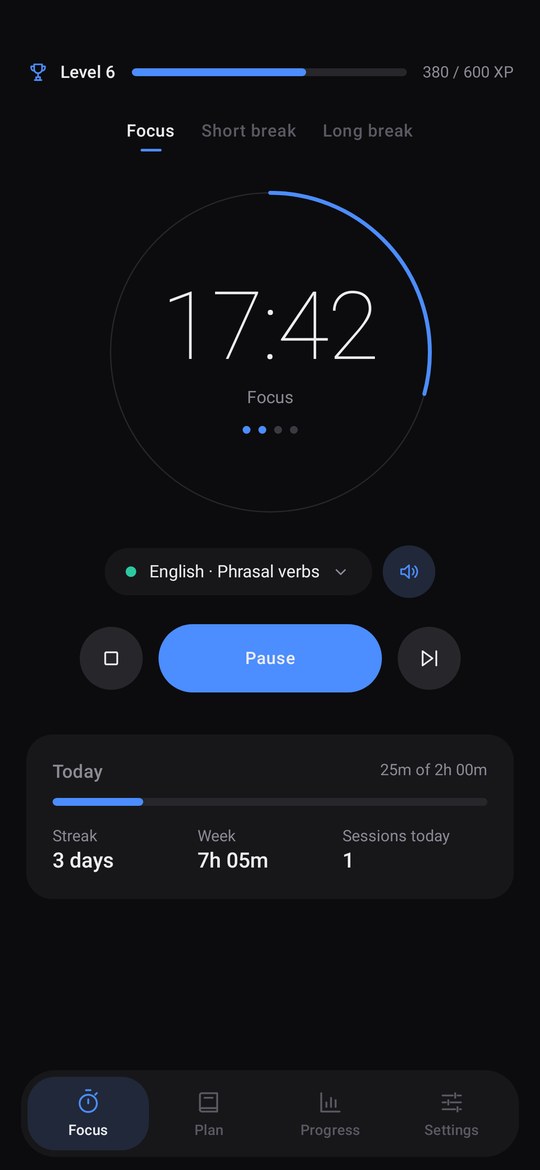 Level 6 380 / 600 XP
Focus Short break Long break
17:42
Focus
English · Phrasal verbs
Pause
Today 25m of 2h 00m
Streak Week Sessions today
3 days 7h 05m 1
Focus Plan Progress Settings